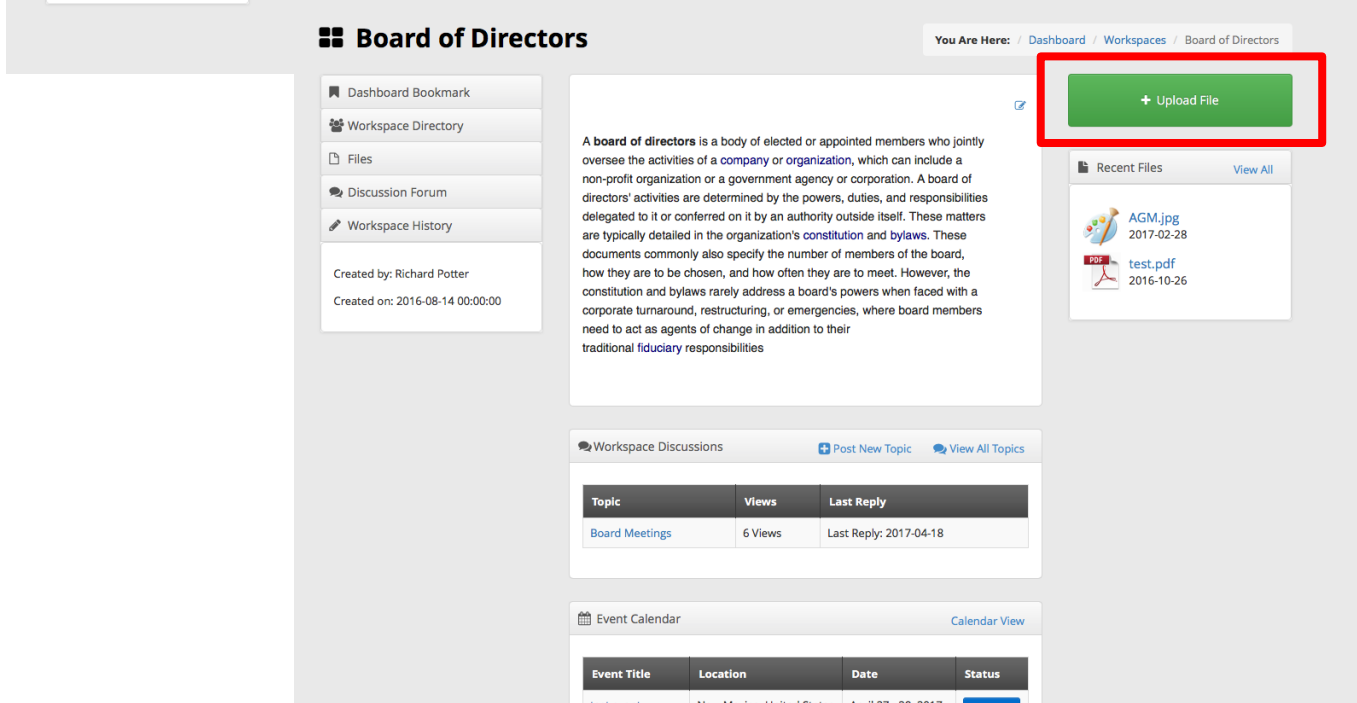 Board of Directors
You Are Here: / Dashboard / Workspaces / Board of Directors
Dashboard Bookmark
Workspace Directory
Files
Discussion Forum
Workspace History
Created by: Richard Potter
Created on: 2016-08-14 00:00:00
A board of directors is a body of elected or appointed members who jointly
oversee the activities of a company or organization, which can include a
non-profit organization or a government agency or corporation. A board of
directors' activities are determined by the powers, duties, and responsibilities
delegated to it or conferred on it by an authority outside itself. These matters
are typically detailed in the organization's constitution and bylaws. These
documents commonly also specify the number of members of the board,
how they are to be chosen, and how often they are to meet. However, the
constitution and bylaws rarely address a board's powers when faced with a
corporate turnaround, restructuring, or emergencies, where board members
need to act as agents of change in addition to their
traditional fiduciary responsibilities
+ Upload File
Recent Files View All
AGM.jpg
2017-02-28
PDF
test.pdf
2016-10-26
Workspace Discussions Post New Topic View All Topics
Topic Views Last Reply
Board Meetings 6 Views Last Reply: 2017-04-18
Event Calendar Calendar View
Event Title Location Date Status